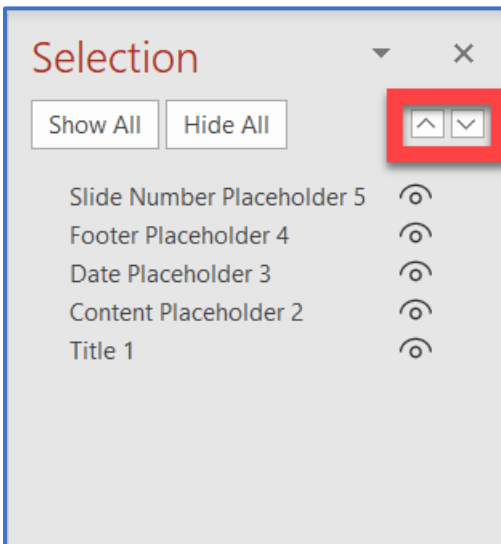 Selection
Show All Hide All
Slide Number Placeholder 5
Footer Placeholder 4
Date Placeholder 3
Content Placeholder 2
Title 1